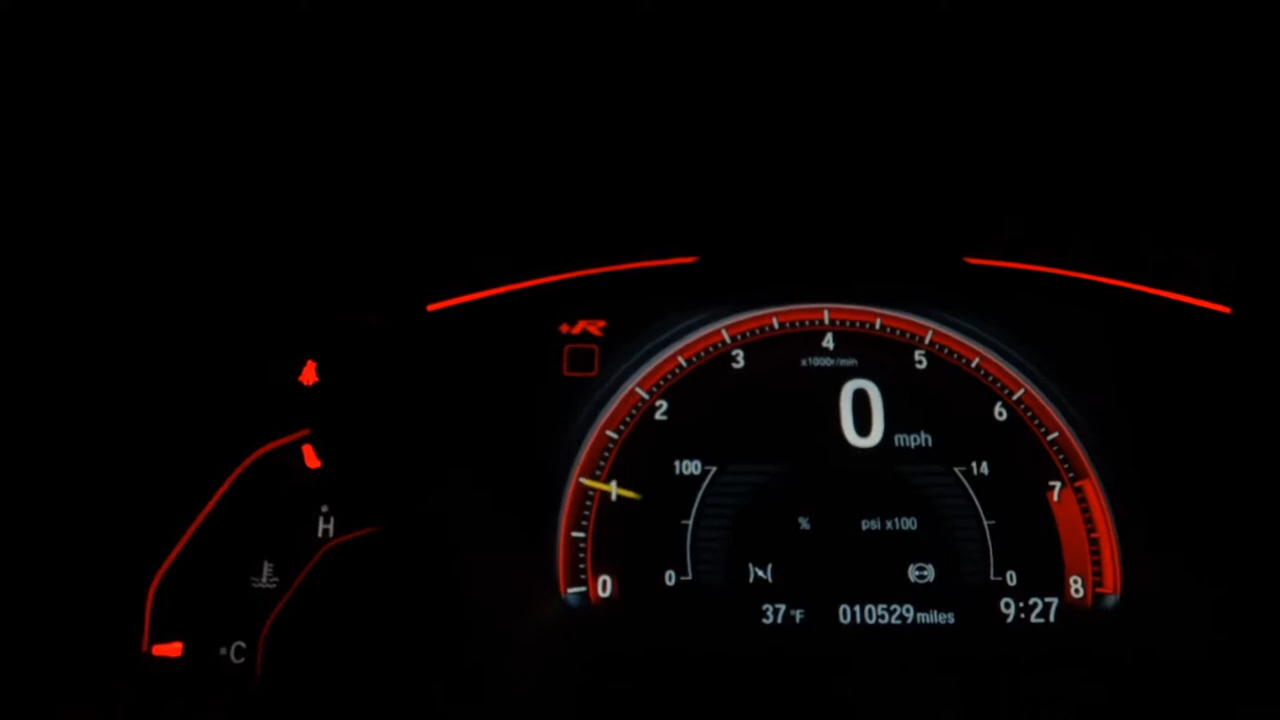 +R
4
3 5
x1000r/min
2 6
0 mph
100 14
1 7
% psi x100
H
0 0
0 8
37 °F 010529 miles 9:27
C